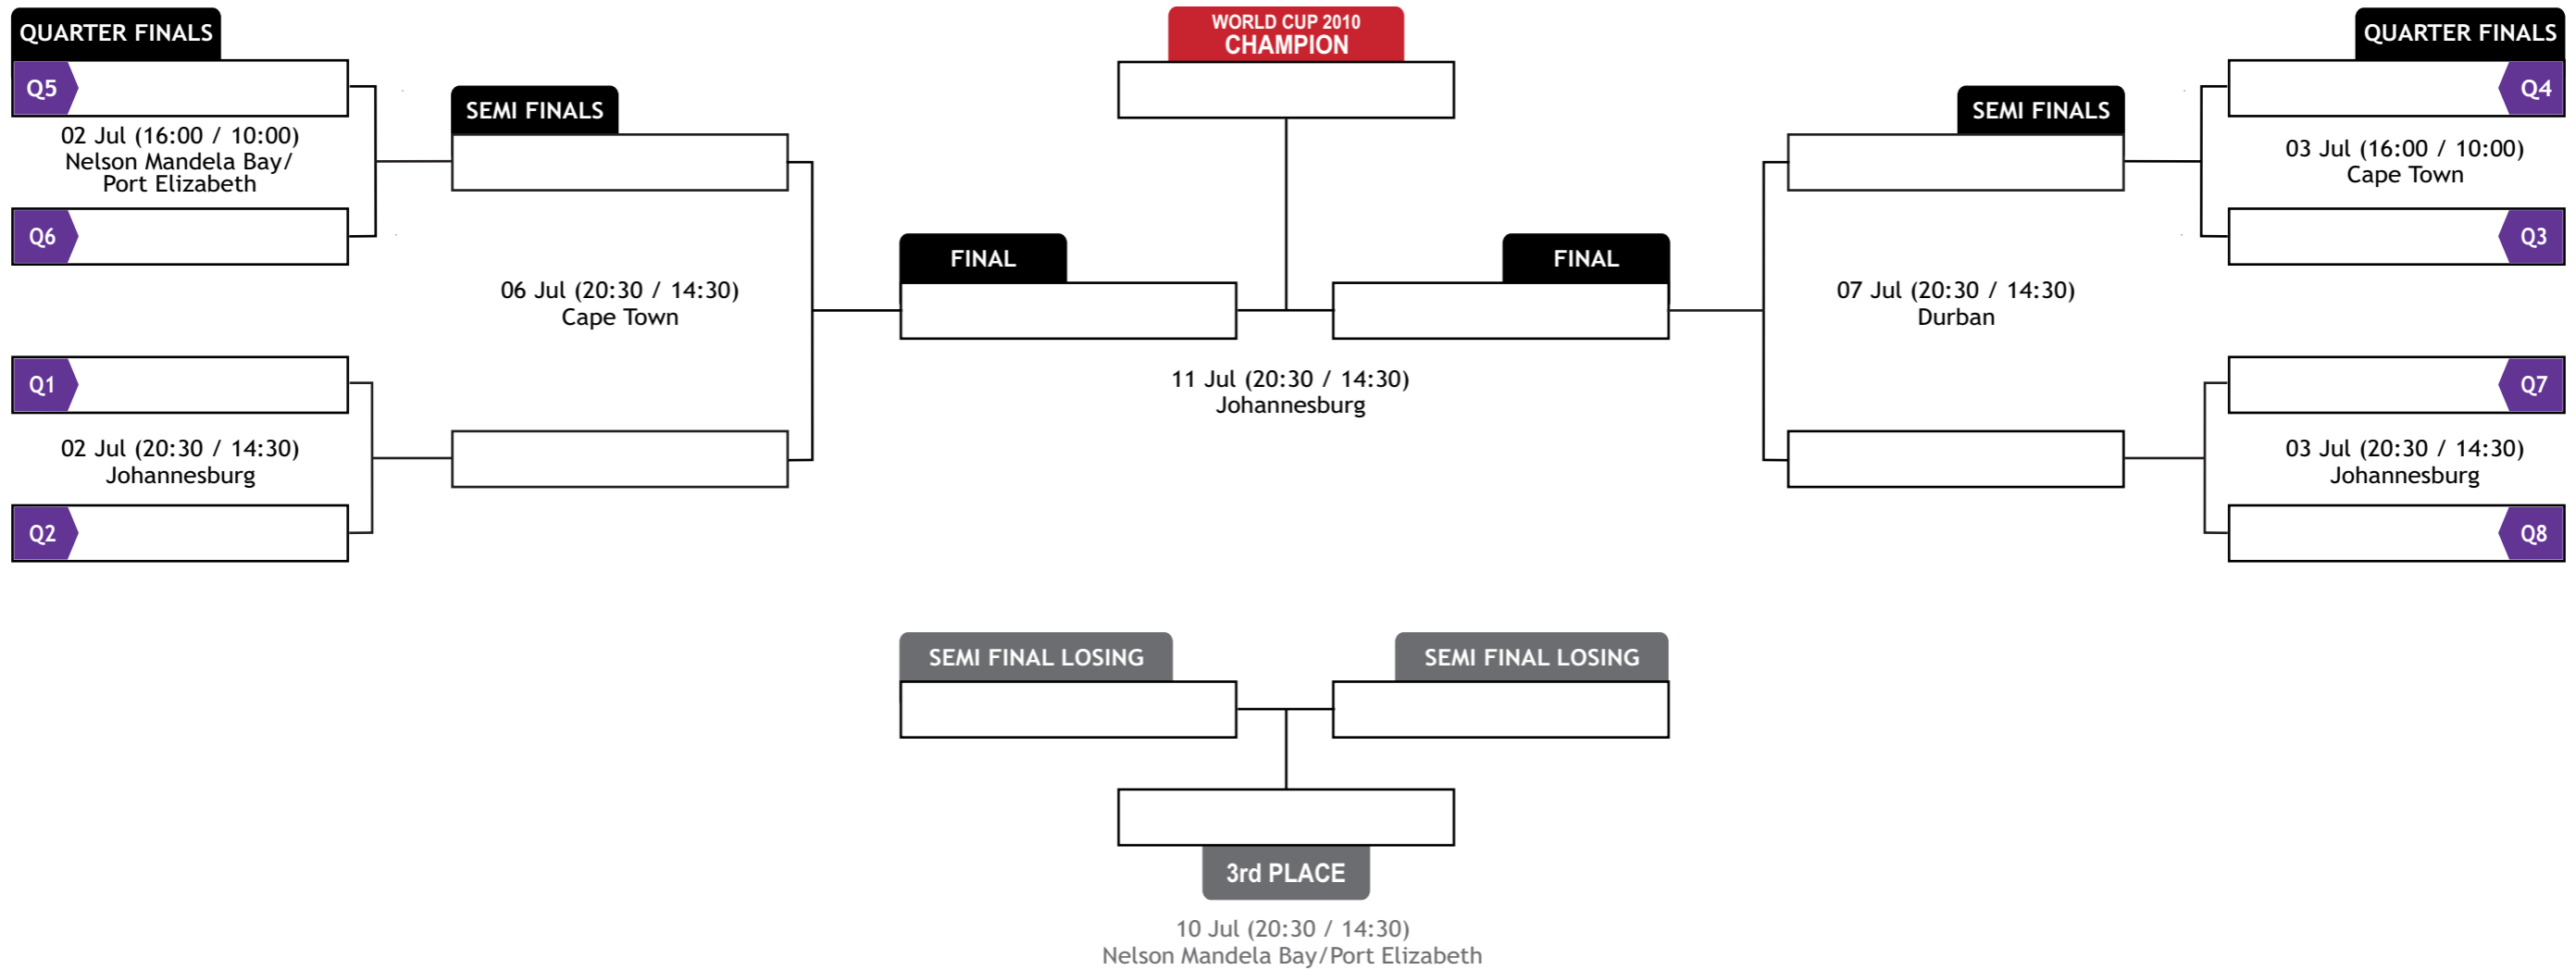 QUARTER FINALS
Q5
02 Jul (16:00 / 10:00)
Nelson Mandela Bay/
Port Elizabeth
Q6
Q1
02 Jul (20:30 / 14:30)
Johannesburg
Q2
SEMI FINALS
06 Jul (20:30 / 14:30)
Cape Town
WORLD CUP 2010
CHAMPION
FINAL
FINAL
11 Jul (20:30 / 14:30)
Johannesburg
SEMI FINALS
07 Jul (20:30 / 14:30)
Durban
QUARTER FINALS
Q4
03 Jul (16:00 / 10:00)
Cape Town
Q3
Q7
03 Jul (20:30 / 14:30)
Johannesburg
Q8
SEMI FINAL LOSING
SEMI FINAL LOSING
3rd PLACE
10 Jul (20:30 / 14:30)
Nelson Mandela Bay/Port Elizabeth